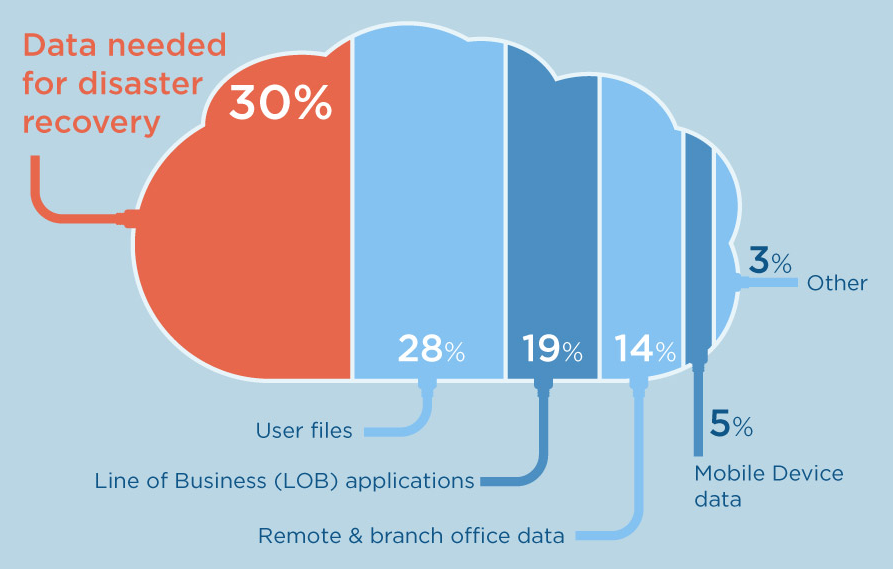 Data needed
for disaster
recovery
30%
28%
19%
14%
3%
Other
5%
Mobile Device
data
User files
Line of Business (LOB) applications
Remote & branch office data